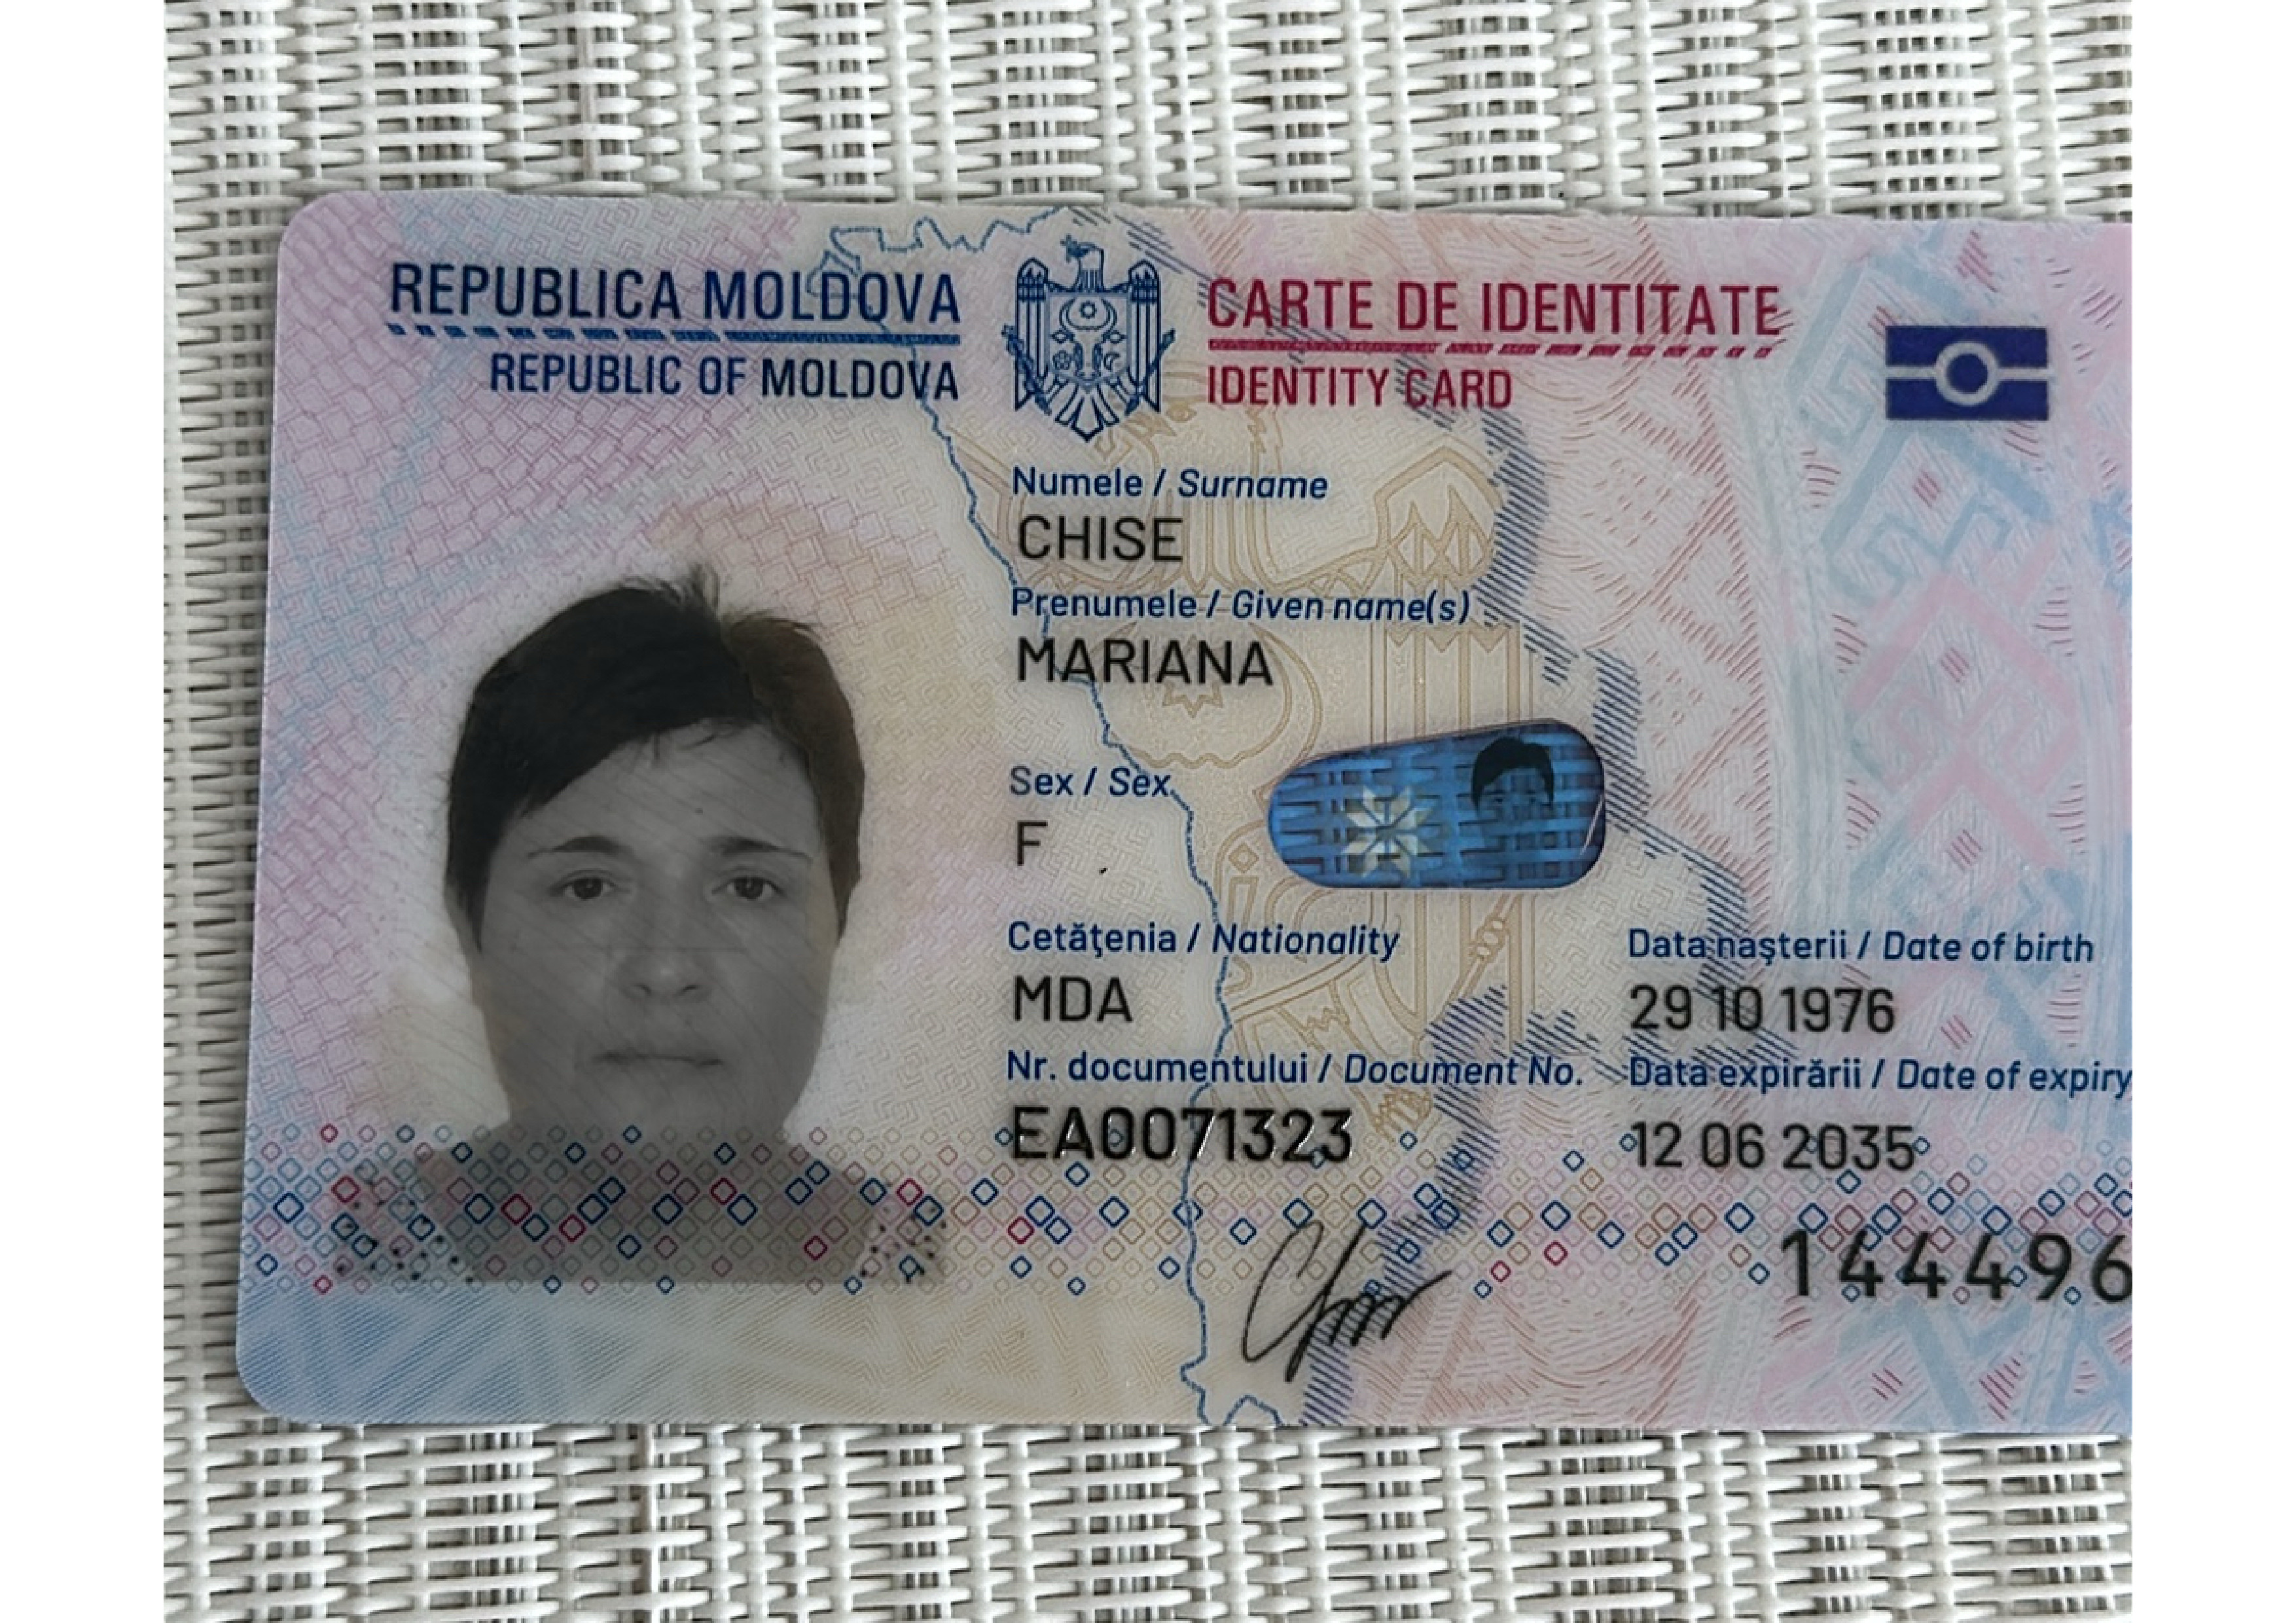 REPUBLICA MOLDOVA
REPUBLIC OF MOLDOVA
CARTE DE IDENTITATE
IDENTITY CARD
Numele / Surname
CHISE
Prenumele / Given name(s)
MARIANA
Sex / Sex
F
Cetăţenia / Nationality
MDA
Data naşterii / Date of birth
29 10 1976
Nr. documentului / Document No.
EA0071323
Data expirării / Date of expiry
12 06 2035
144496